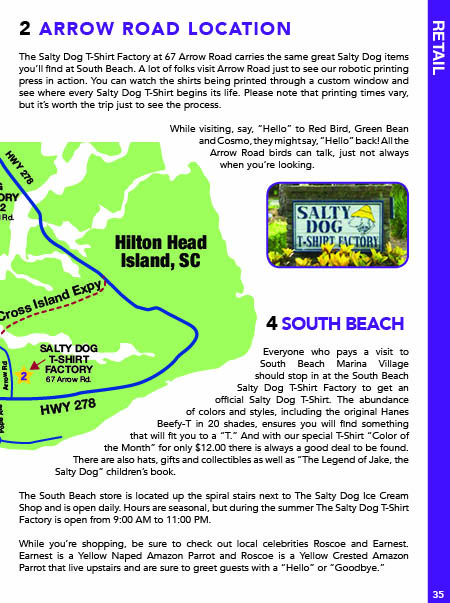 2 ARROW ROAD LOCATION
The Salty Dog T-Shirt Factory at 67 Arrow Road carries the same great Salty Dog items
you'll find at South Beach. A lot of folks visit Arrow Road just to see our robotic printing
press in action. You can watch the shirts being printed through a custom window and
see where every Salty Dog T-Shirt begins its life. Please note that printing times vary,
but it's worth the trip just to see the process.
While visiting, say, "Hello" to Red Bird, Green Bean
and Cosmo, they might say, "Hello" back! All the
Arrow Road birds can talk, just not always
when you're looking.
HWY 278
ORY
2
Rd.
Hilton Head
Island, SC
Cross Island Expy
SALTY DOG
T-SHIRT
FACTORY
67 Arrow Rd.
2
Arrow Rd
HWY 278
SALTY
DOG
T-SHIRT FACTORY
4 SOUTH BEACH
Everyone who pays a visit to
South Beach Marina Village
should stop in at the South Beach
Salty Dog T-Shirt Factory to get an
official Salty Dog T-Shirt. The abundance
of colors and styles, including the original Hanes
Beefy-T in 20 shades, ensures you will find something
that will fit you to a "T." And with our special T-Shirt "Color of
the Month" for only $12.00 there is always a good deal to be found.
There are also hats, gifts and collectibles as well as "The Legend of Jake, the
Salty Dog" children's book.
The South Beach store is located up the spiral stairs next to The Salty Dog Ice Cream
Shop and is open daily. Hours are seasonal, but during the summer The Salty Dog T-Shirt
Factory is open from 9:00 AM to 11:00 PM.
While you're shopping, be sure to check out local celebrities Roscoe and Earnest.
Earnest is a Yellow Naped Amazon Parrot and Roscoe is a Yellow Crested Amazon
Parrot that live upstairs and are sure to greet guests with a "Hello" or "Goodbye."
RETAIL
35